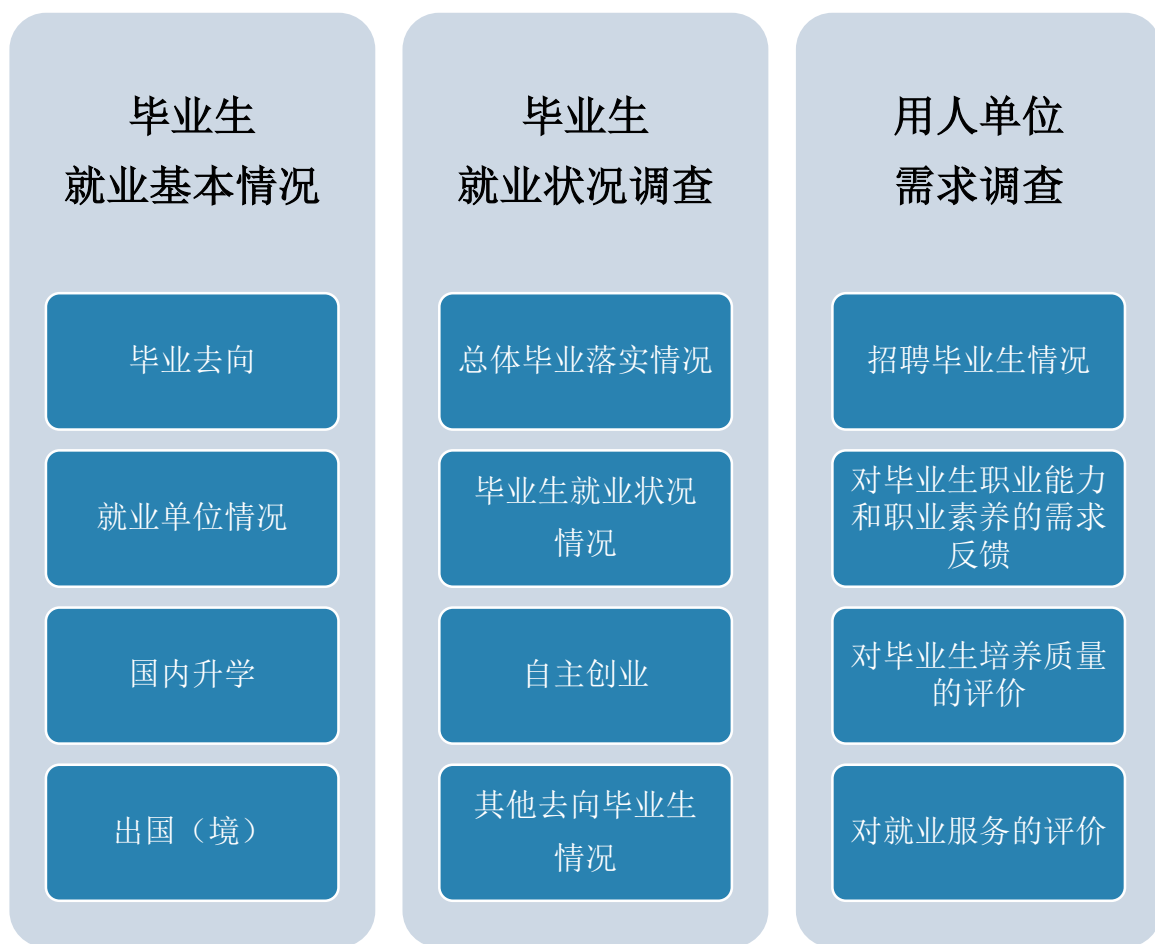 毕业生
就业基本情况
毕业去向
就业单位情况
国内升学
出国（境）
毕业生
就业状况调查
总体毕业落实情况
毕业生就业状况
情况
自主创业
其他去向毕业生
情况
用人单位
需求调查
招聘毕业生情况
对毕业生职业能力
和职业素养的需求
反馈
对毕业生培养质量
的评价
对就业服务的评价